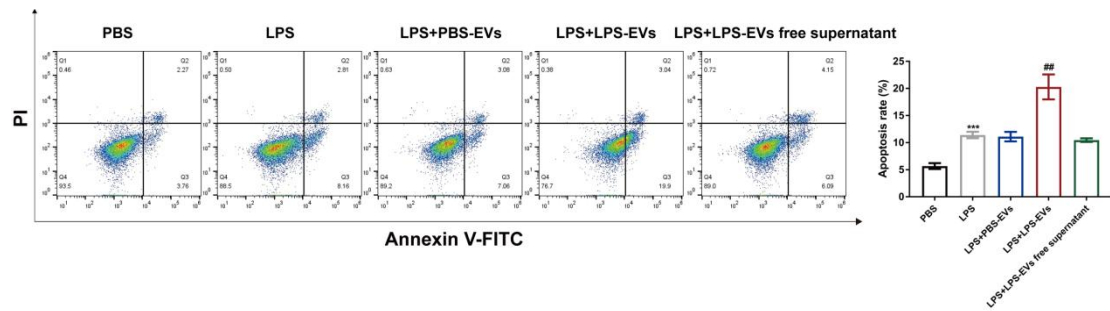 PBS
LPS
LPS+PBS-EVs
LPS+LPS-EVs
LPS+LPS-EVs free supernatant
PI
Q1
0.46
Q2
2.27
Q4
93.5
Q3
3.76
Q1
0.50
Q2
2.81
Q4
88.5
Q3
8.16
Q1
0.63
Q2
3.08
Q4
89.2
Q3
7.06
Q1
0.38
Q2
3.04
Q4
76.7
Q3
19.9
Q1
0.72
Q2
4.15
Q4
89.0
Q3
6.09
Annexin V-FITC
Apoptosis rate (%)
25
20
15
10
5
0
***
##
PBS
LPS
LPS+PBS-EVs
LPS+LPS-EVs
LPS+LPS-EVs free supernatant